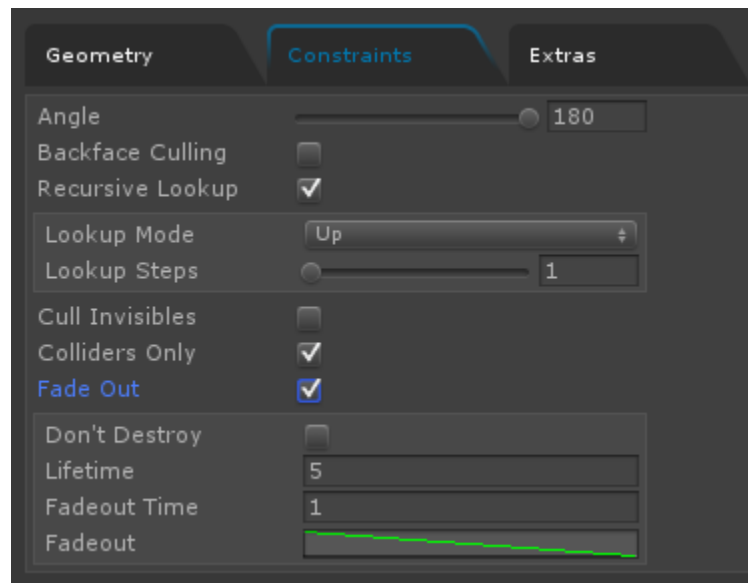 Geometry Constraints Extras
Angle 180
Backface Culling
Recursive Lookup
Lookup Mode Up
Lookup Steps 1
Cull Invisibles
Colliders Only
Fade Out
Don't Destroy
Lifetime 5
Fadeout Time 1
Fadeout